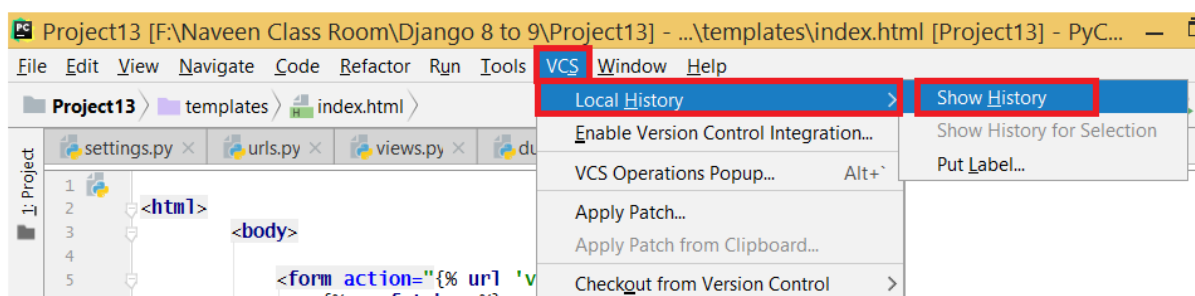 PC Project13 [F:\Naveen Class Room\Django 8 to 9\Project13] - ...\templates\index.html [Project13] - PyC...
File Edit View Navigate Code Refactor Run Tools VCS Window Help
Project13 templates index.html
Local History
Show History
Enable Version Control Integration...
Show History for Selection
VCS Operations Popup... Alt+`
Put Label...
Apply Patch...
Apply Patch from Clipboard...
Checkout from Version Control
settings.py urls.py views.py du
1: Project
1
2 <html>
3 <body>
4
5 <form action="{% url 'v